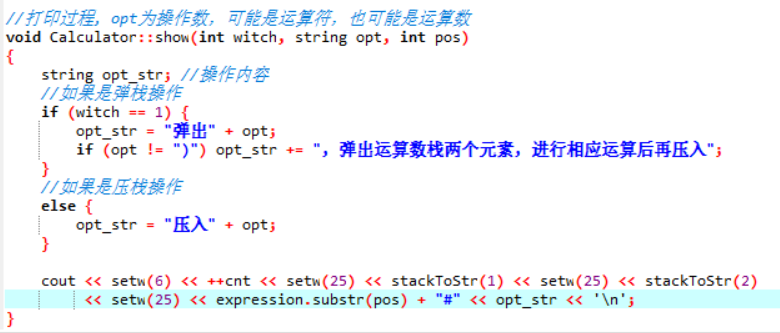 //打印过程, opt为操作数, 可能是运算符, 也可能是运算数
void Calculator::show(int witch, string opt, int pos)
{
    string opt_str; //操作内容
    //如果是弹栈操作
    if (witch == 1) {
        opt_str = "弹出" + opt;
        if (opt != ")") opt_str += "，弹出运算数栈两个元素，进行相应运算后再压入";
    }
    //如果是压栈操作
    else {
        opt_str = "压入" + opt;
    }
    cout << setw(6) << ++cnt << setw(25) << stackToStr(1) << setw(25) << stackToStr(2)
        << setw(25) << expression.substr(pos) + "#" << opt_str << '\n';
}